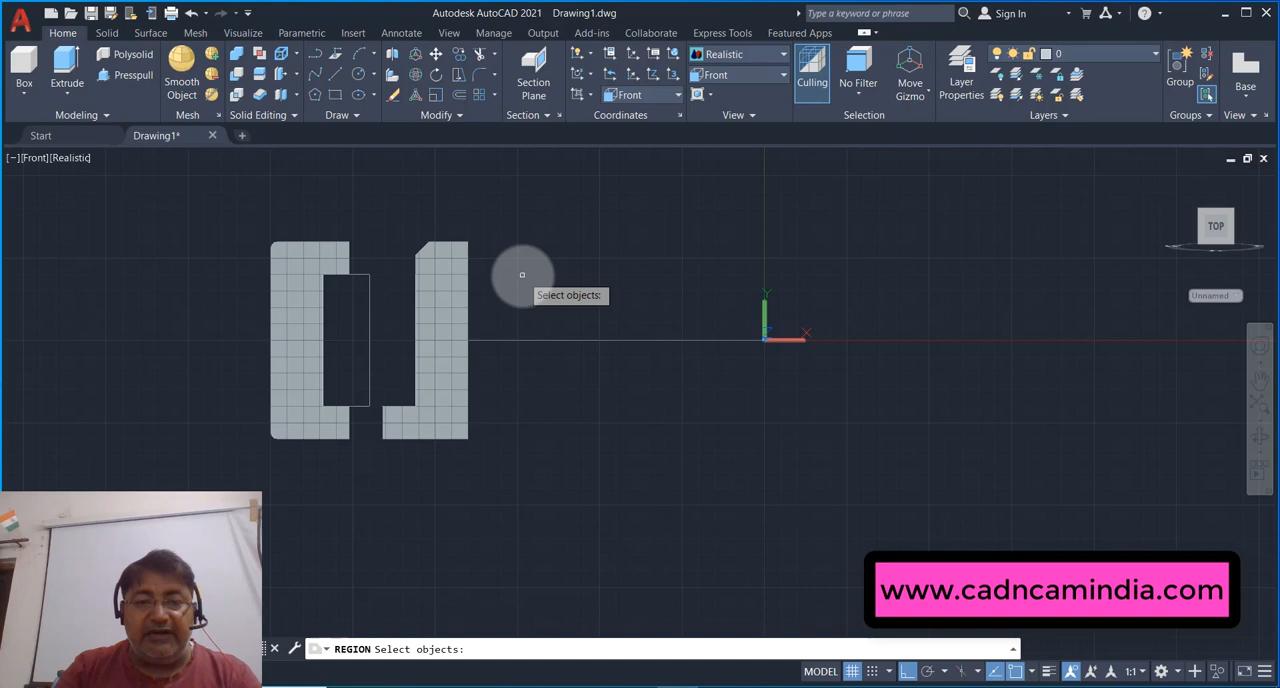 Autodesk AutoCAD 2021 Drawing1.dwg
Type a keyword or phrase
Sign In
Home Solid Surface Mesh Visualize Parametric Insert Annotate View Manage Output Add-ins Collaborate Express Tools Featured Apps
Box
Extrude
Polysolid
Presspull
Smooth
Object
Section
Plane
Realistic
Front
Front
Culling
No Filter
Move
Gizmo
Layer
Properties
0
Group
Base
Modeling
Mesh
Solid Editing
Draw
Modify
Section
Coordinates
View
Selection
Layers
Groups
View
Start
Drawing1*
[−][Front][Realistic]
TOP
Unnamed
Select objects:
Y
Z
X
www.cadncamindia.com
REGION Select objects:
MODEL
1:1